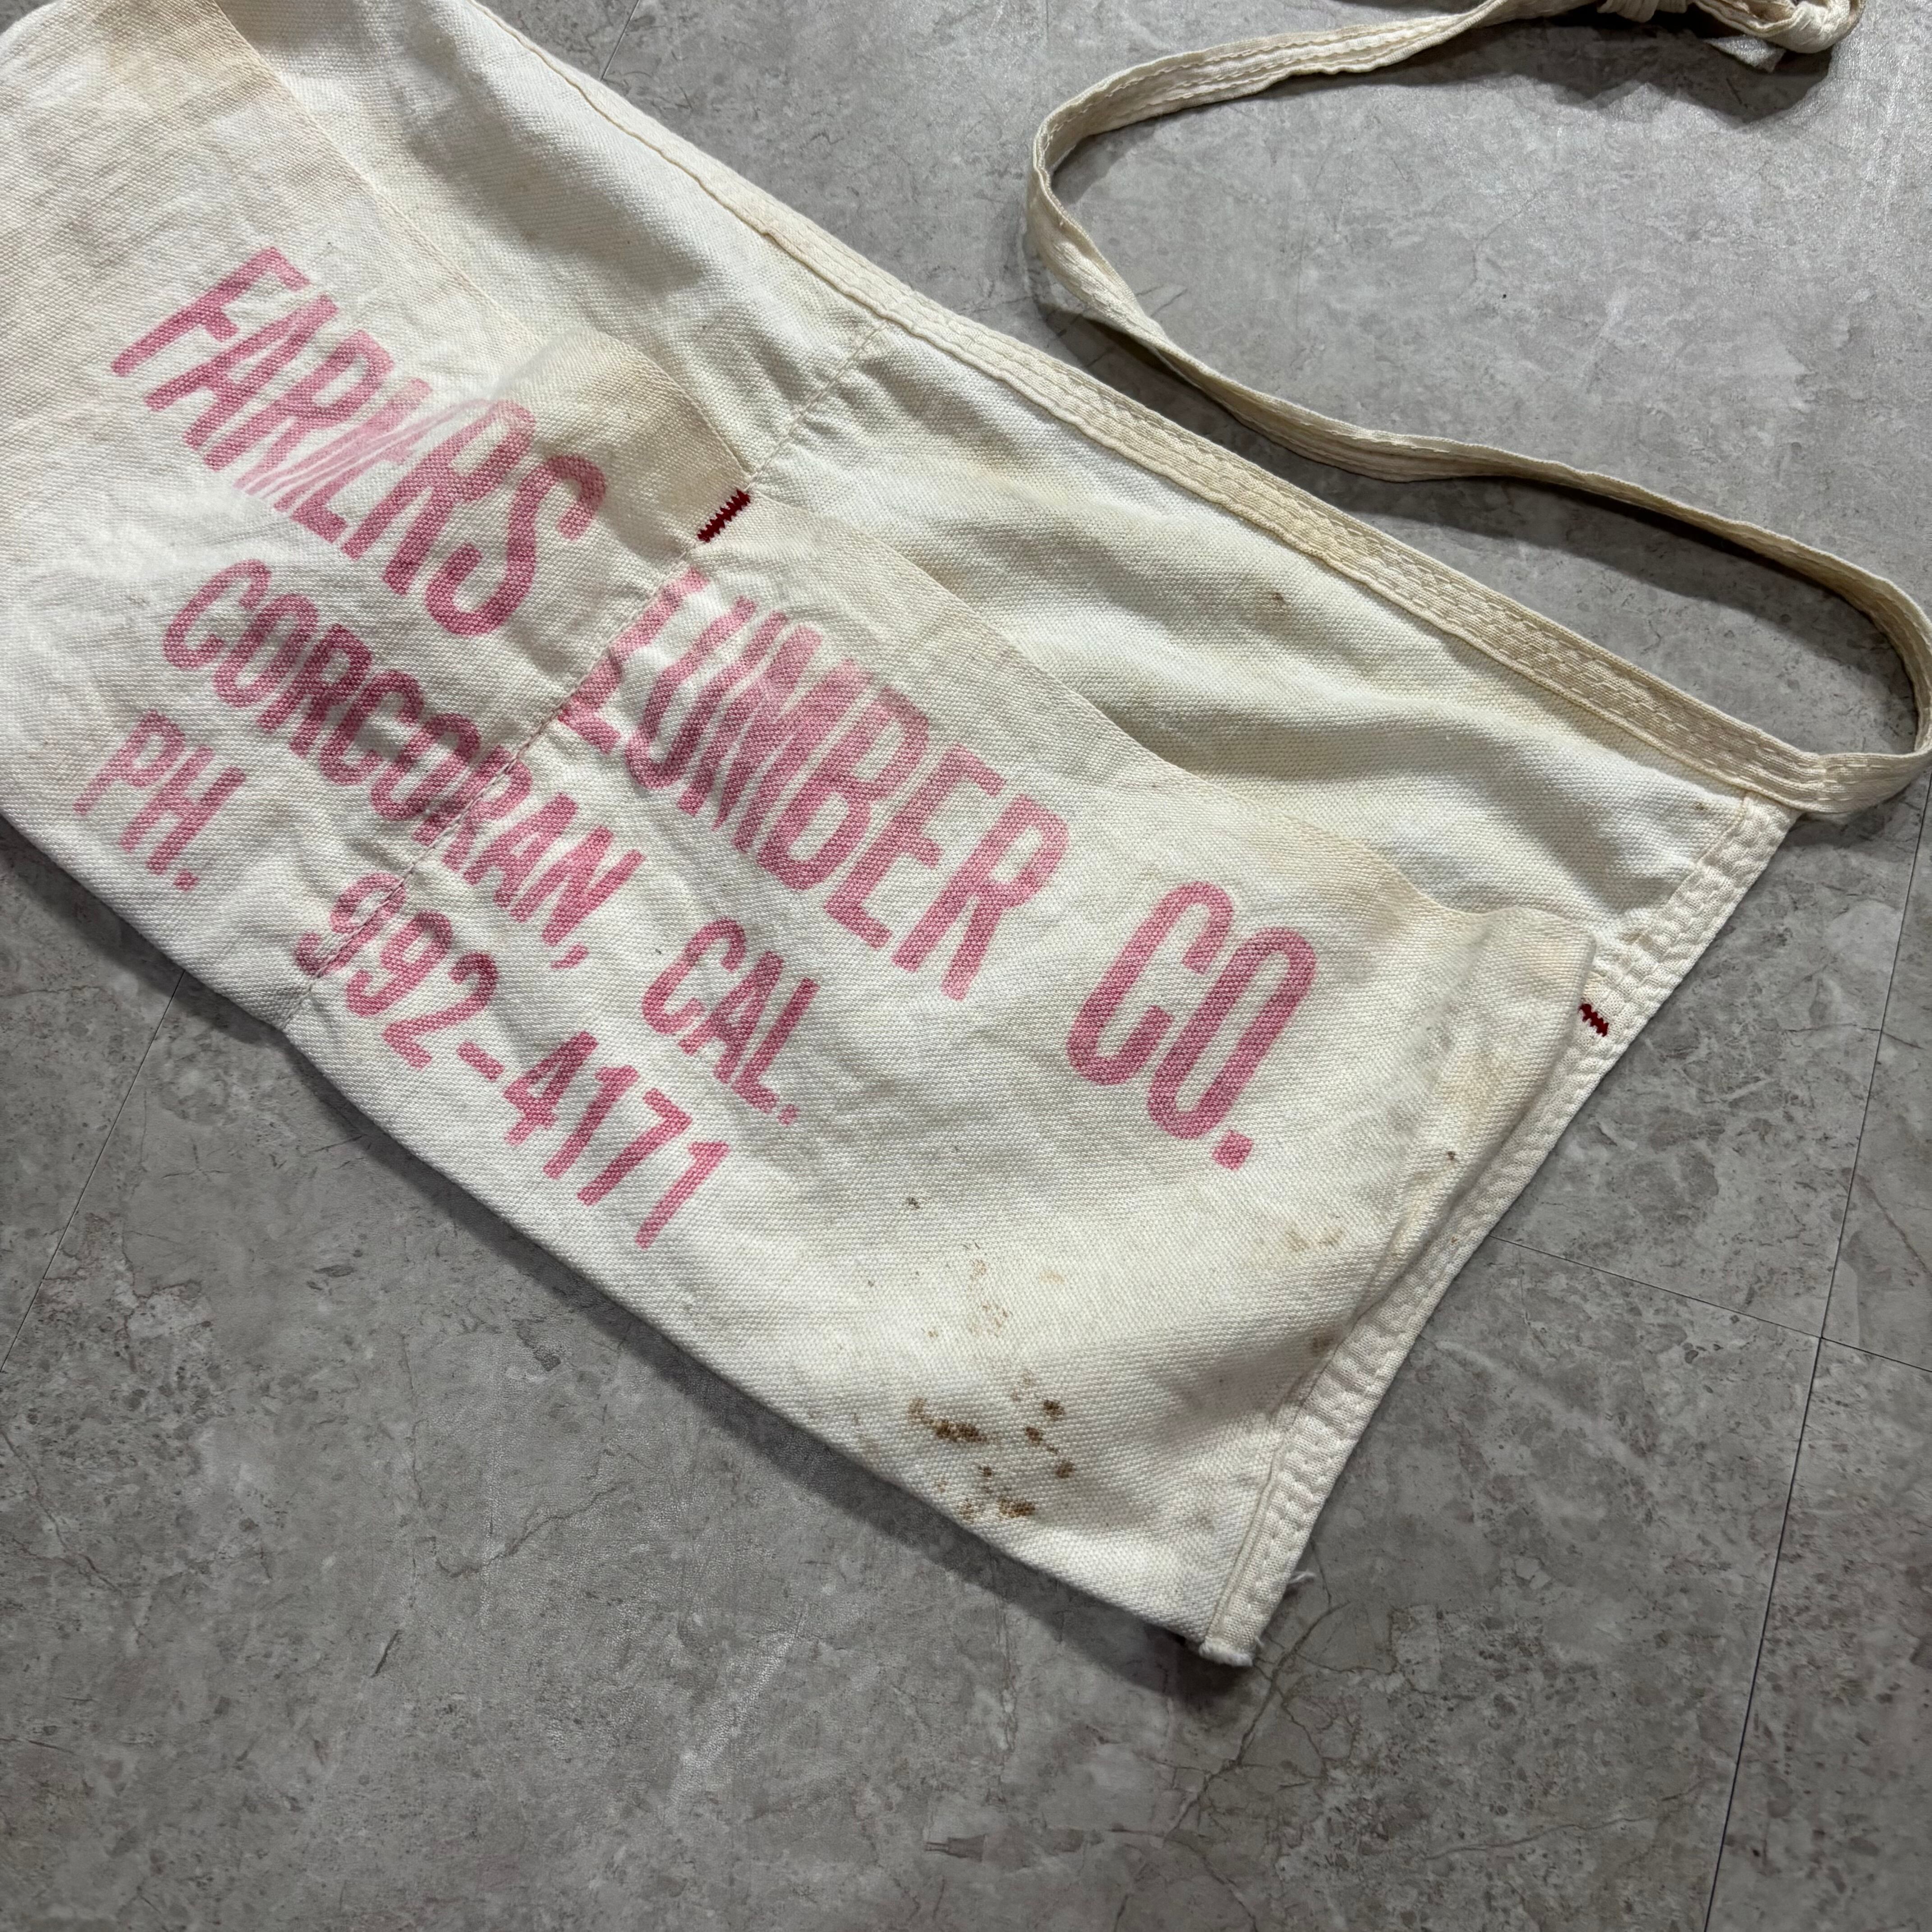 FARMERS LUMBER CO.
CORCORAN, CAL.
PH. 992-4171